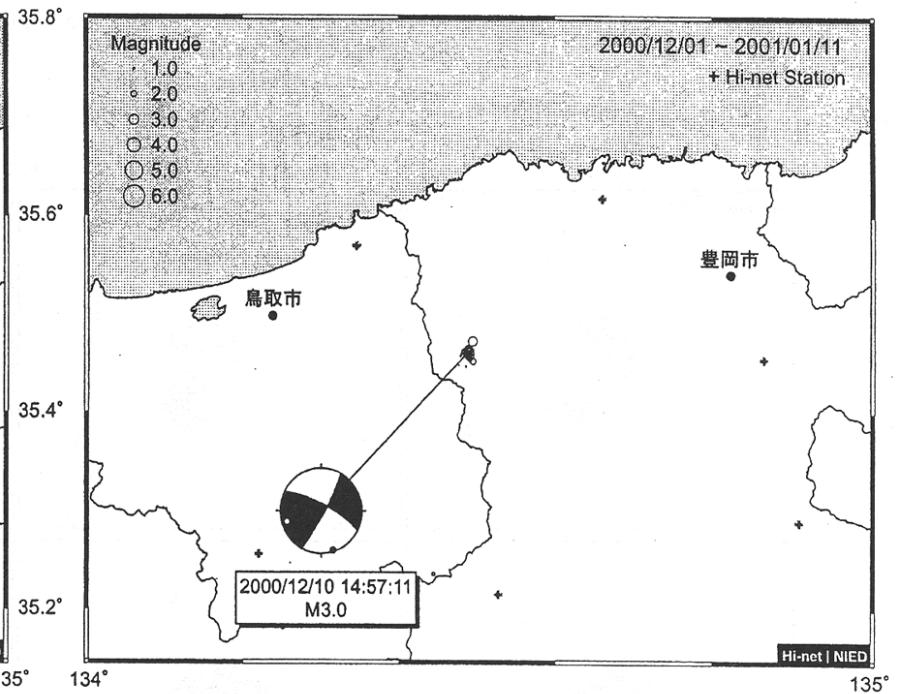 35.8°
Magnitude
1.0
2.0
3.0
4.0
5.0
6.0
2000/12/01 ~ 2001/01/11
+ Hi-net Station
35.6°
豊岡市
鳥取市
35.4°
2000/12/10 14:57:11
M3.0
35.2°
Hi-net | NIED
35°
134°
135°